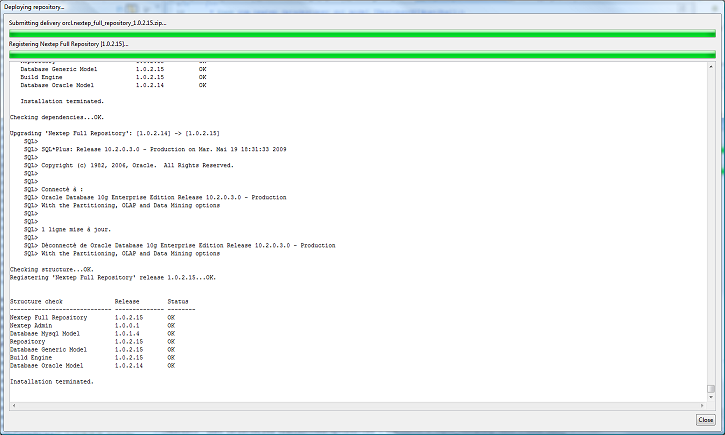 Deploying repository...
Submitting delivery orcl.nextep_full_repository_1.0.2.15.zip...
Registering Nextep Full Repository [1.0.2.15]...
Repository 1.0.2.15 OK
Database Generic Model 1.0.2.15 OK
Build Engine 1.0.2.15 OK
Database Oracle Model 1.0.2.14 OK
Installation terminated.
Checking dependencies...OK.
Upgrading 'Nextep Full Repository': [1.0.2.14] -> [1.0.2.15]
SQL>
SQL> SQL*Plus: Release 10.2.0.3.0 - Production on Mar. Mai 19 18:31:33 2009
SQL>
SQL> Copyright (c) 1982, 2006, Oracle.  All Rights Reserved.
SQL>
SQL>
SQL> Connecté à :
SQL> Oracle Database 10g Enterprise Edition Release 10.2.0.3.0 - Production
SQL> With the Partitioning, OLAP and Data Mining options
SQL>
SQL>
SQL> 1 ligne mise à jour.
SQL>
SQL> Déconnecté de Oracle Database 10g Enterprise Edition Release 10.2.0.3.0 - Production
SQL> With the Partitioning, OLAP and Data Mining options
Checking structure...OK.
Registering 'Nextep Full Repository' release 1.0.2.15...OK.
Structure check Release Status
---------------------------- -------------- --------
Nextep Full Repository 1.0.2.15 OK
Nextep Admin 1.0.0.1 OK
Database Mysql Model 1.0.1.4 OK
Repository 1.0.2.15 OK
Database Generic Model 1.0.2.15 OK
Build Engine 1.0.2.15 OK
Database Oracle Model 1.0.2.14 OK
Installation terminated.
Close